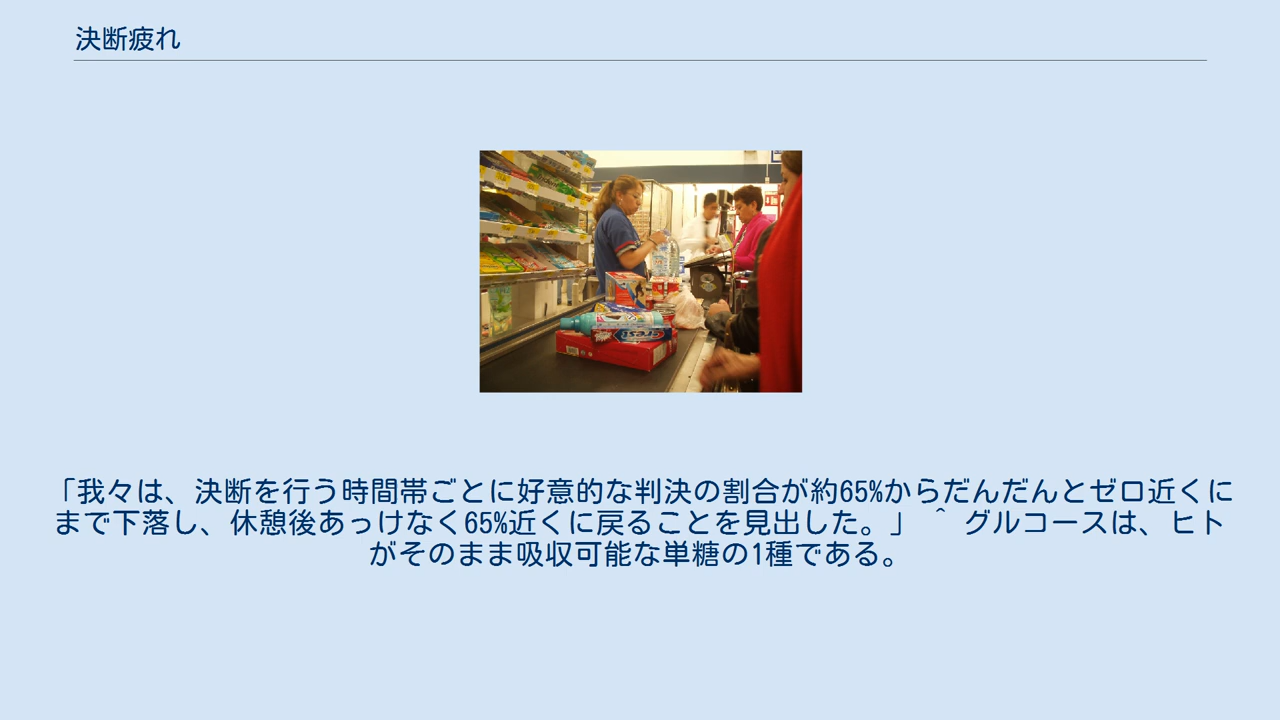 決断疲れ
「我々は、決断を行う時間帯ごとに好意的な判決の割合が約65%からだんだんとゼロ近くに
まで下落し、休憩後あっけなく65%近くに戻ることを見出した。」 ^ グルコースは、ヒト
がそのまま吸収可能な単糖の1種である。
Crest